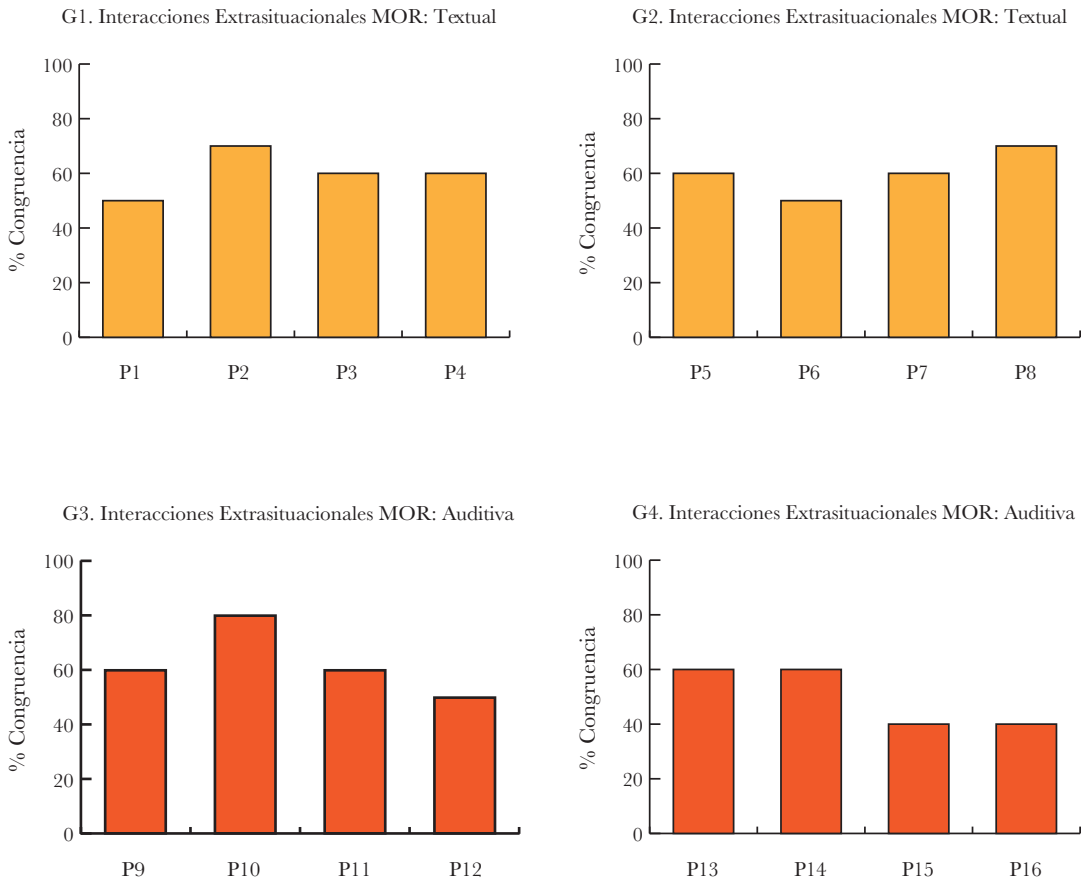 G1. Interacciones Extrasituacionales MOR: Textual
% Congruencia
100
80
60
40
20
0
P1 P2 P3 P4
G2. Interacciones Extrasituacionales MOR: Textual
% Congruencia
100
80
60
40
20
0
P5 P6 P7 P8
G3. Interacciones Extrasituacionales MOR: Auditiva
% Congruencia
100
80
60
40
20
0
P9 P10 P11 P12
G4. Interacciones Extrasituacionales MOR: Auditiva
% Congruencia
100
80
60
40
20
0
P13 P14 P15 P16